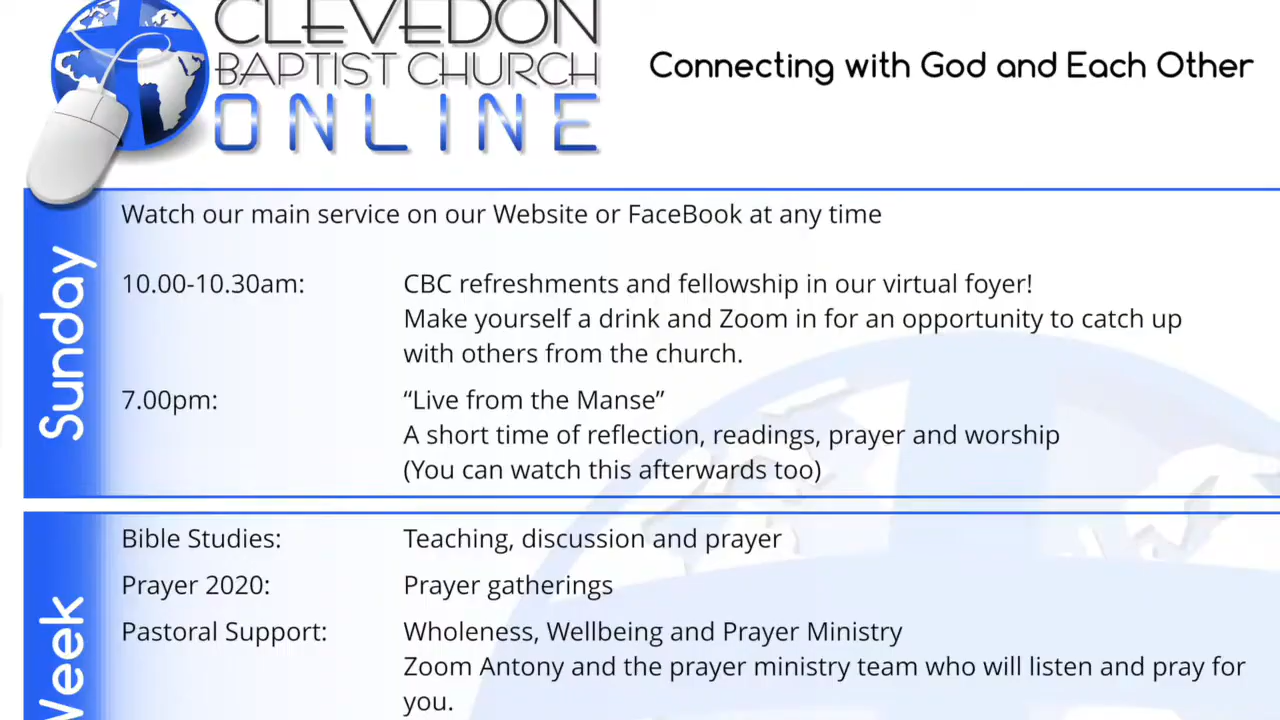 CLEVEDON
BAPTIST CHURCH
ONLINE
Connecting with God and Each Other
Sunday
Watch our main service on our Website or FaceBook at any time
10.00-10.30am: CBC refreshments and fellowship in our virtual foyer!
Make yourself a drink and Zoom in for an opportunity to catch up
with others from the church.
7.00pm: “Live from the Manse”
A short time of reflection, readings, prayer and worship
(You can watch this afterwards too)
Week
Bible Studies: Teaching, discussion and prayer
Prayer 2020: Prayer gatherings
Pastoral Support: Wholeness, Wellbeing and Prayer Ministry
Zoom Antony and the prayer ministry team who will listen and pray for
you.